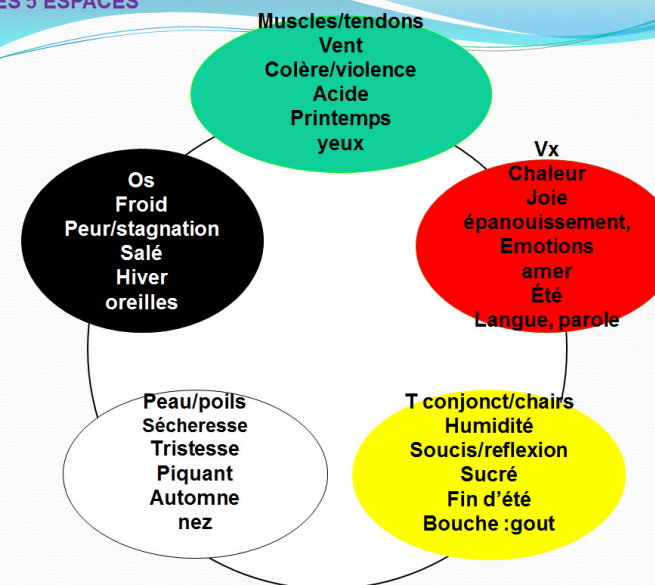 ES 5 ESPACES
Muscles/tendons
Vent
Colère/violence
Acide
Printemps
yeux
Vx
Chaleur
Joie
épanouissement,
Emotions
amer
Été
Langue, parole
T conjonct/chairs
Humidité
Soucis/reflexion
Sucré
Fin d’été
Bouche :gout
Peau/poils
Sécheresse
Tristesse
Piquant
Automne
nez
Os
Froid
Peur/stagnation
Salé
Hiver
oreilles